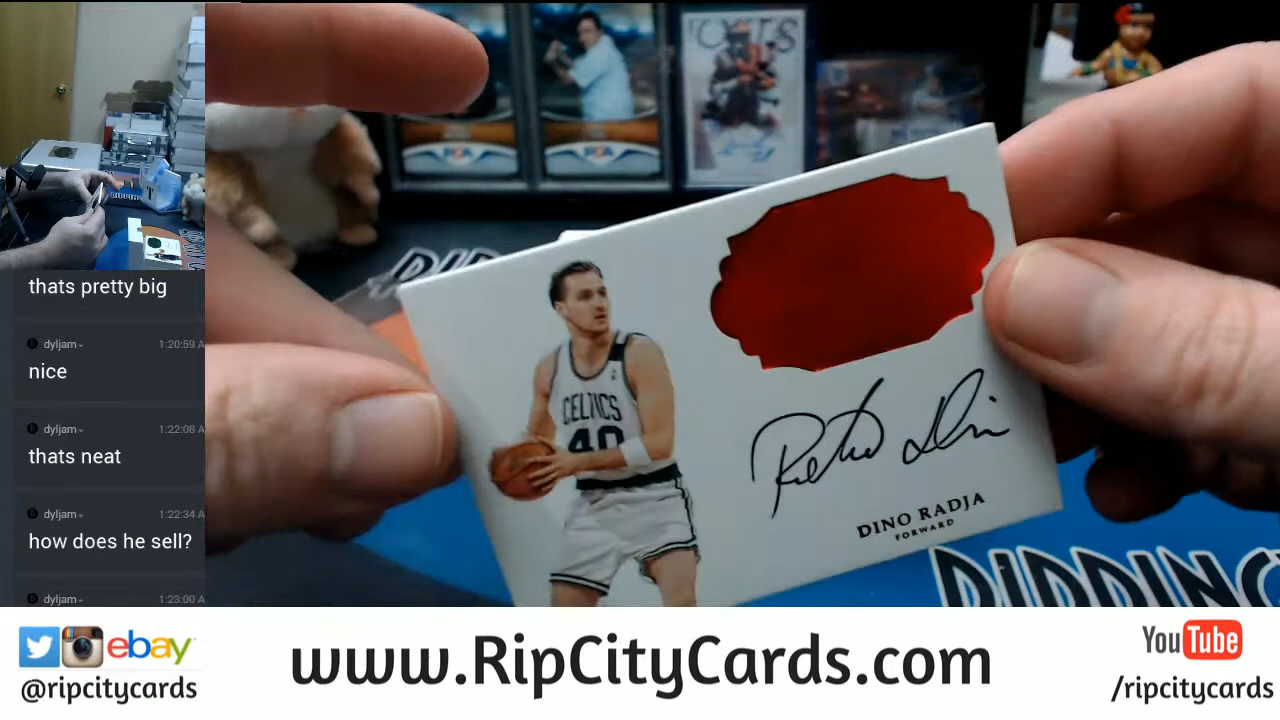 thats pretty big
dyljam
1:20:59 A
nice
dyljam
1:22:08
thats neat
dyljam
1:22:34
how does he sell?
dyljam
1:23:00 A
CELTICS
40
DINO RADJA
FORWARD
ebay
@ripcitycards
www.RipCityCards.com
YouTube
/ripcitycards